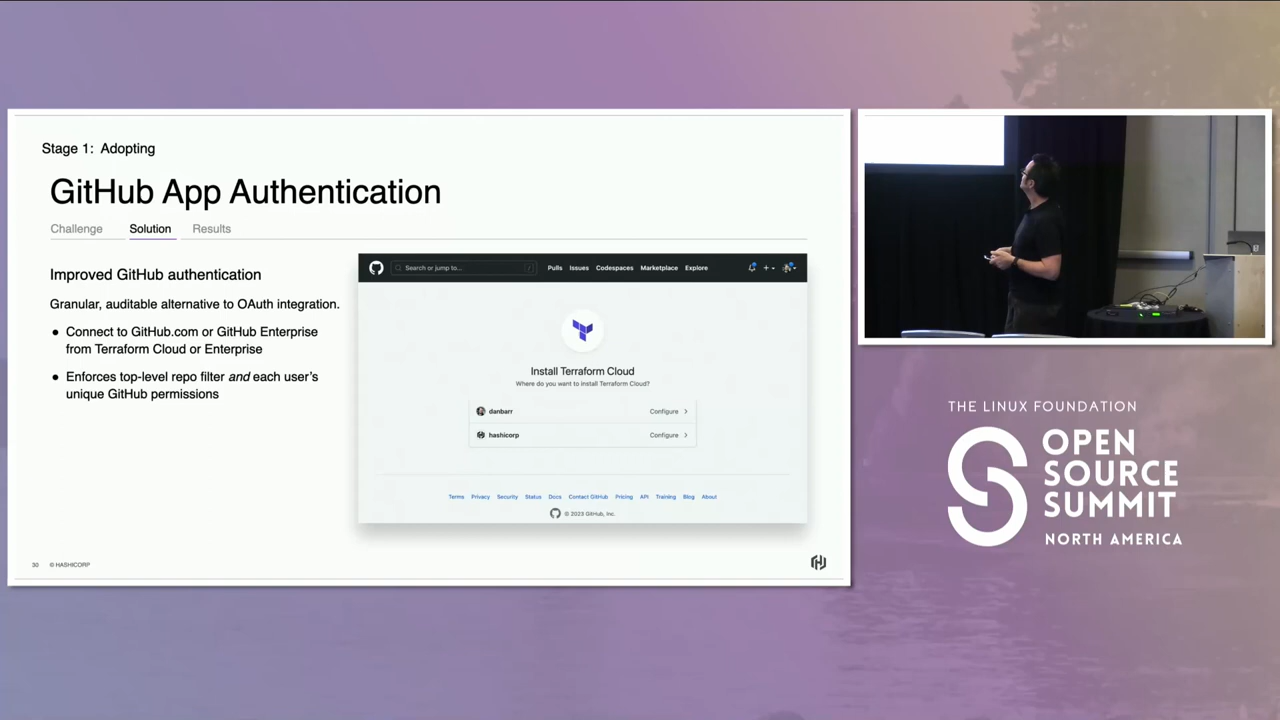 Stage 1: Adopting
GitHub App Authentication
Challenge Solution Results
Improved GitHub authentication
Granular, auditable alternative to OAuth integration.
● Connect to GitHub.com or GitHub Enterprise
from Terraform Cloud or Enterprise
● Enforces top-level repo filter and each user's
unique GitHub permissions
Search or jump to... /
Pulls Issues Codespaces Marketplace Explore
Install Terraform Cloud
Where do you want to install Terraform Cloud?
danbarr Configure >
hashicorp Configure >
Terms Privacy Security Status Docs Contact GitHub Pricing API Training Blog About
© 2023 GitHub, Inc.
30 © HASHICORP
THE LINUX FOUNDATION
OPEN
SOURCE
SUMMIT
NORTH AMERICA